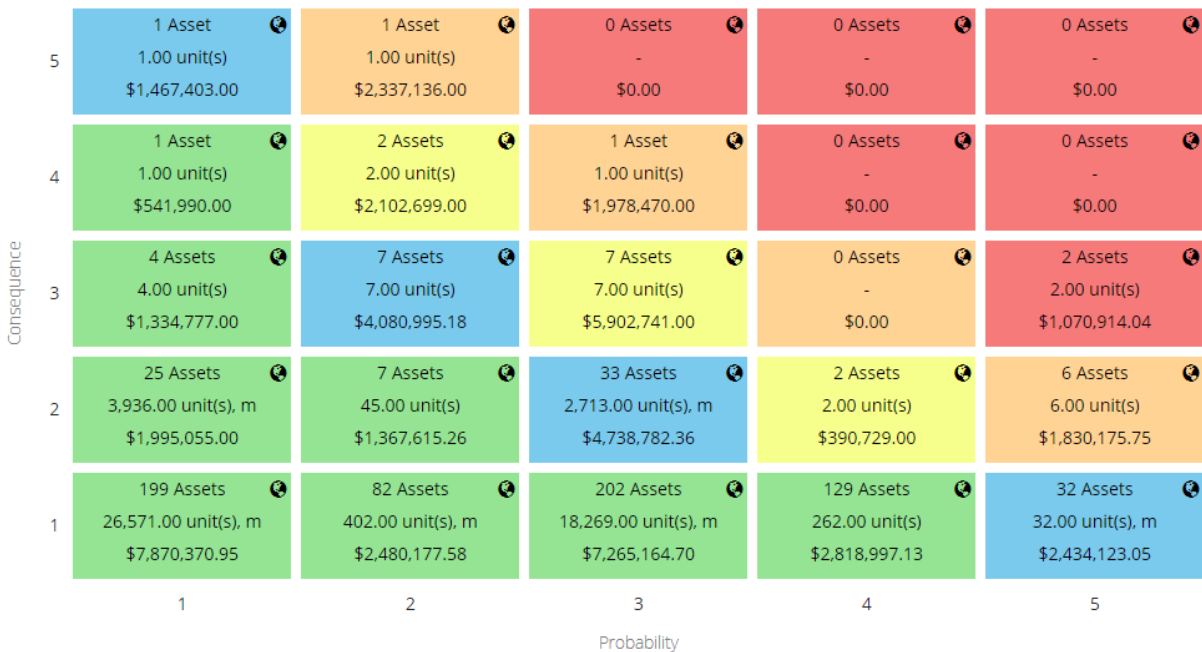 1 Asset
1.00 unit(s)
$1,467,403.00
1 Asset
1.00 unit(s)
$2,337,136.00
0 Assets
-
$0.00
0 Assets
-
$0.00
0 Assets
-
$0.00
5
1 Asset
1.00 unit(s)
$541,990.00
2 Assets
2.00 unit(s)
$2,102,699.00
1 Asset
1.00 unit(s)
$1,978,470.00
0 Assets
-
$0.00
0 Assets
-
$0.00
4
Consequence
4 Assets
4.00 unit(s)
$1,334,777.00
7 Assets
7.00 unit(s)
$4,080,995.18
7 Assets
7.00 unit(s)
$5,902,741.00
0 Assets
-
$0.00
2 Assets
2.00 unit(s)
$1,070,914.04
3
25 Assets
3,936.00 unit(s), m
$1,995,055.00
7 Assets
45.00 unit(s)
$1,367,615.26
33 Assets
2,713.00 unit(s), m
$4,738,782.36
2 Assets
2.00 unit(s)
$390,729.00
6 Assets
6.00 unit(s)
$1,830,175.75
2
199 Assets
26,571.00 unit(s), m
$7,870,370.95
82 Assets
402.00 unit(s), m
$2,480,177.58
202 Assets
18,269.00 unit(s), m
$7,265,164.70
129 Assets
262.00 unit(s)
$2,818,997.13
32 Assets
32.00 unit(s), m
$2,434,123.05
1
1
2
3
4
5
Probability